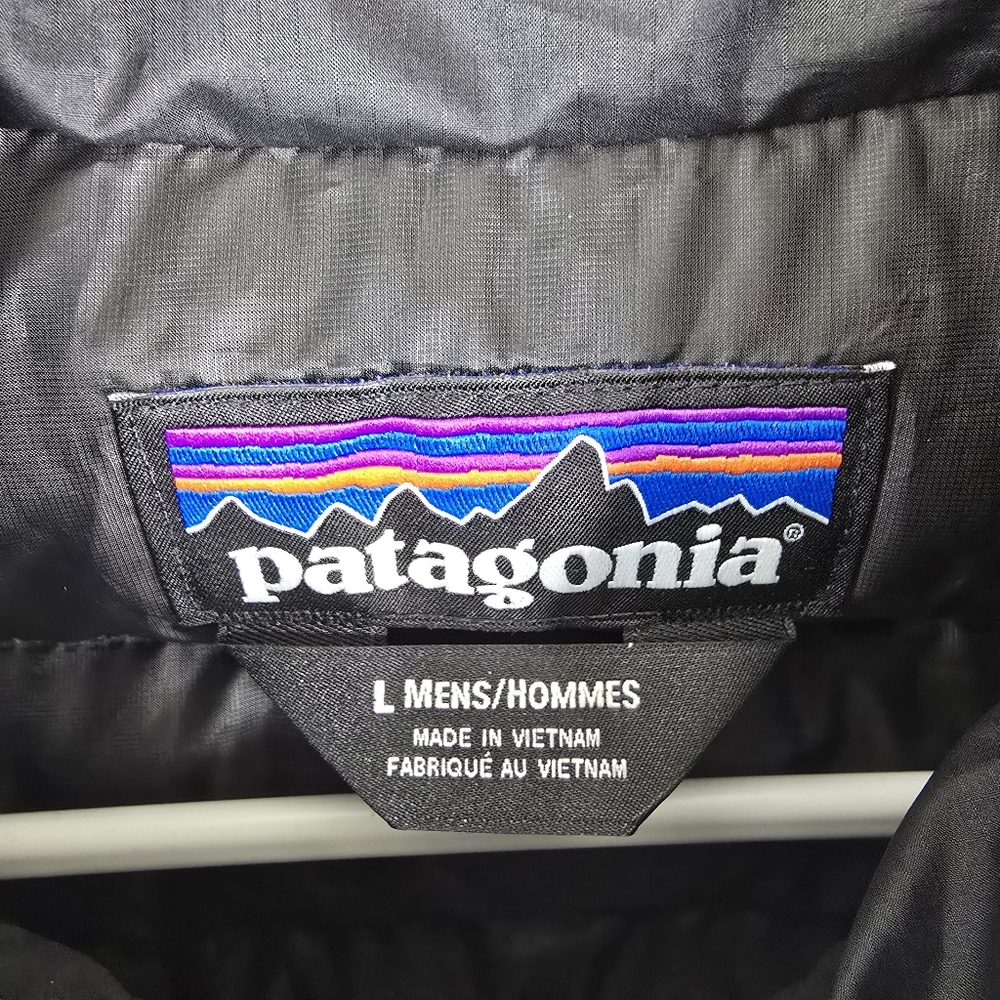 patagonia®
L MENS/HOMMES
MADE IN VIETNAM
FABRIQUÉ AU VIETNAM